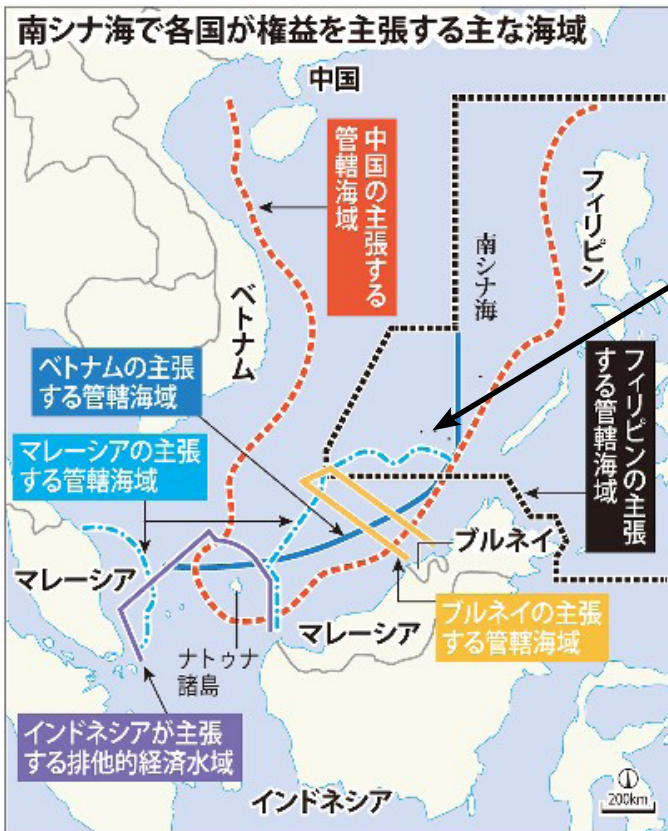 南シナ海で各国が権益を主張する主な海域
中国
中国の主張する
管轄海域
フィリピン
南シナ海
ベトナム
ベトナムの主張
する管轄海域
フィリピンの主張
する管轄海域
マレーシアの主張
する管轄海域
マレーシア
ブルネイ
ブルネイの主張
する管轄海域
マレーシア
ナトゥナ
諸島
インドネシアが主張
する排他的経済水域
インドネシア
200km